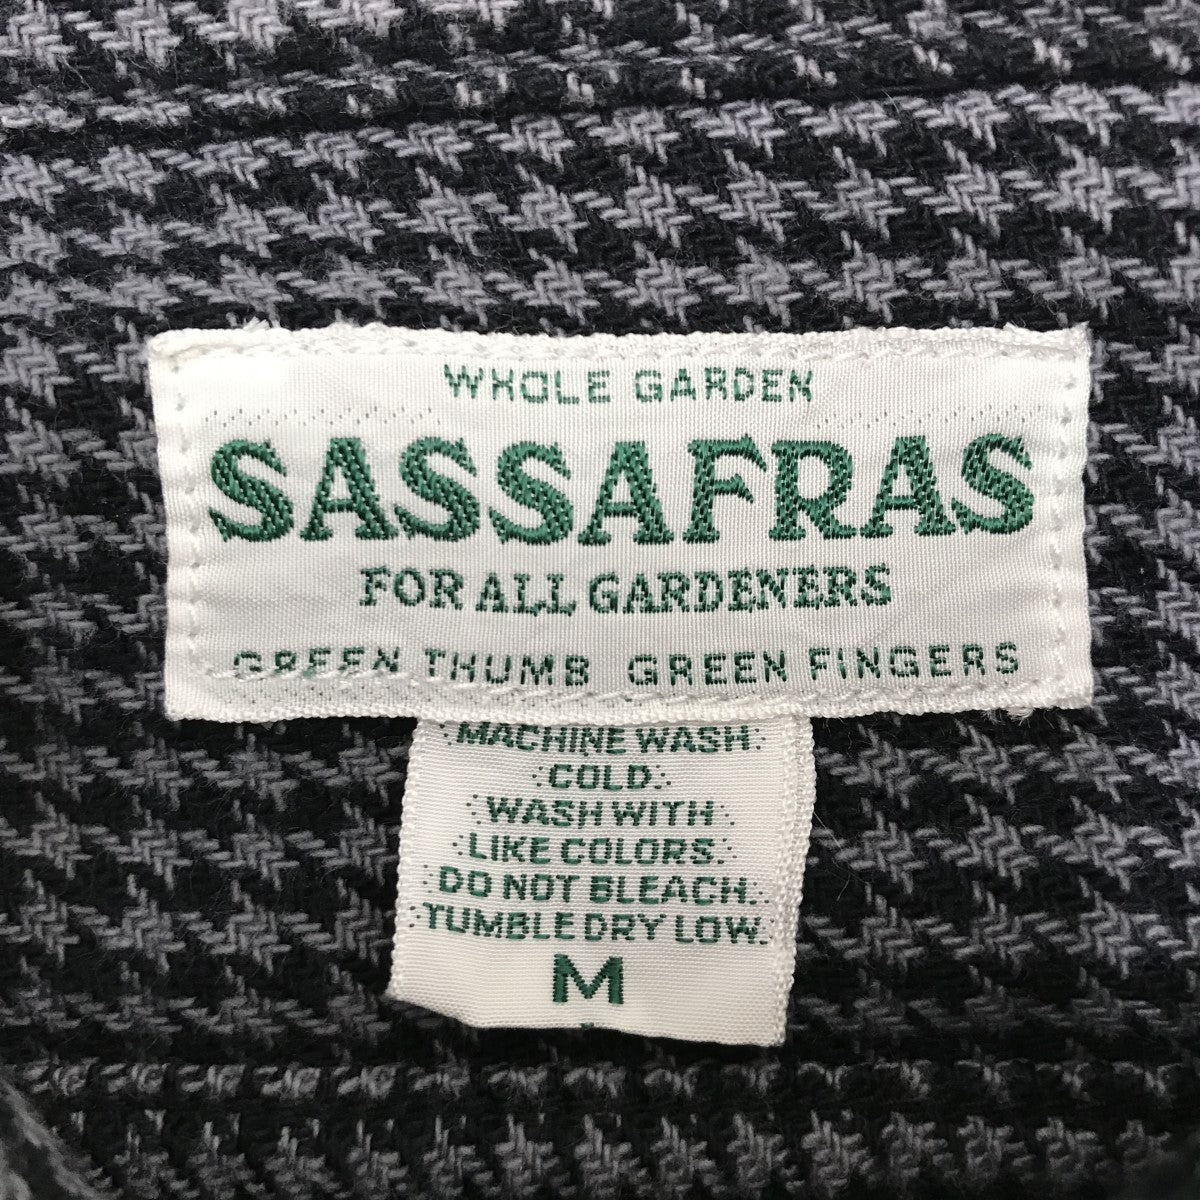 WHOLE GARDEN
SASSAFRAS
FOR ALL GARDENERS
GREEN THUMB GREEN FINGERS
MACHINE WASH
COLD.
WASH WITH
LIKE COLORS.
DO NOT BLEACH.
TUMBLE DRY LOW.
M